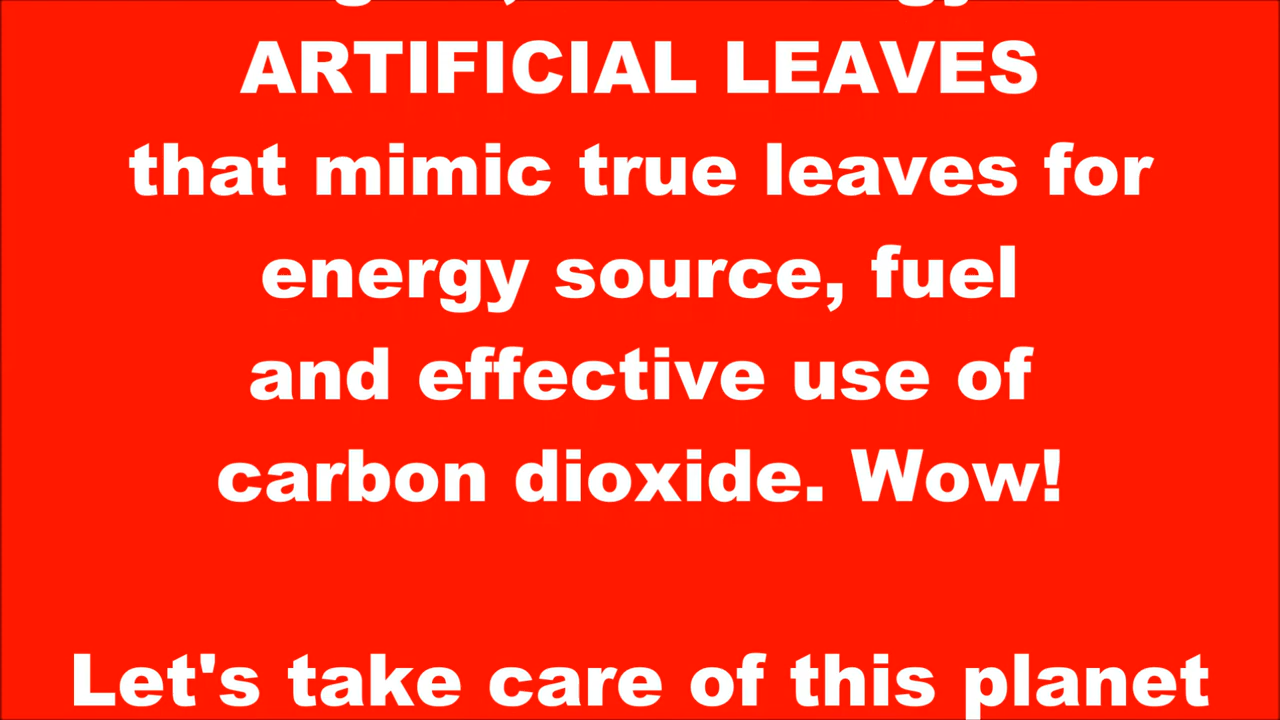 ARTIFICIAL LEAVES
that mimic true leaves for
energy source, fuel
and effective use of
carbon dioxide. Wow!
Let's take care of this planet